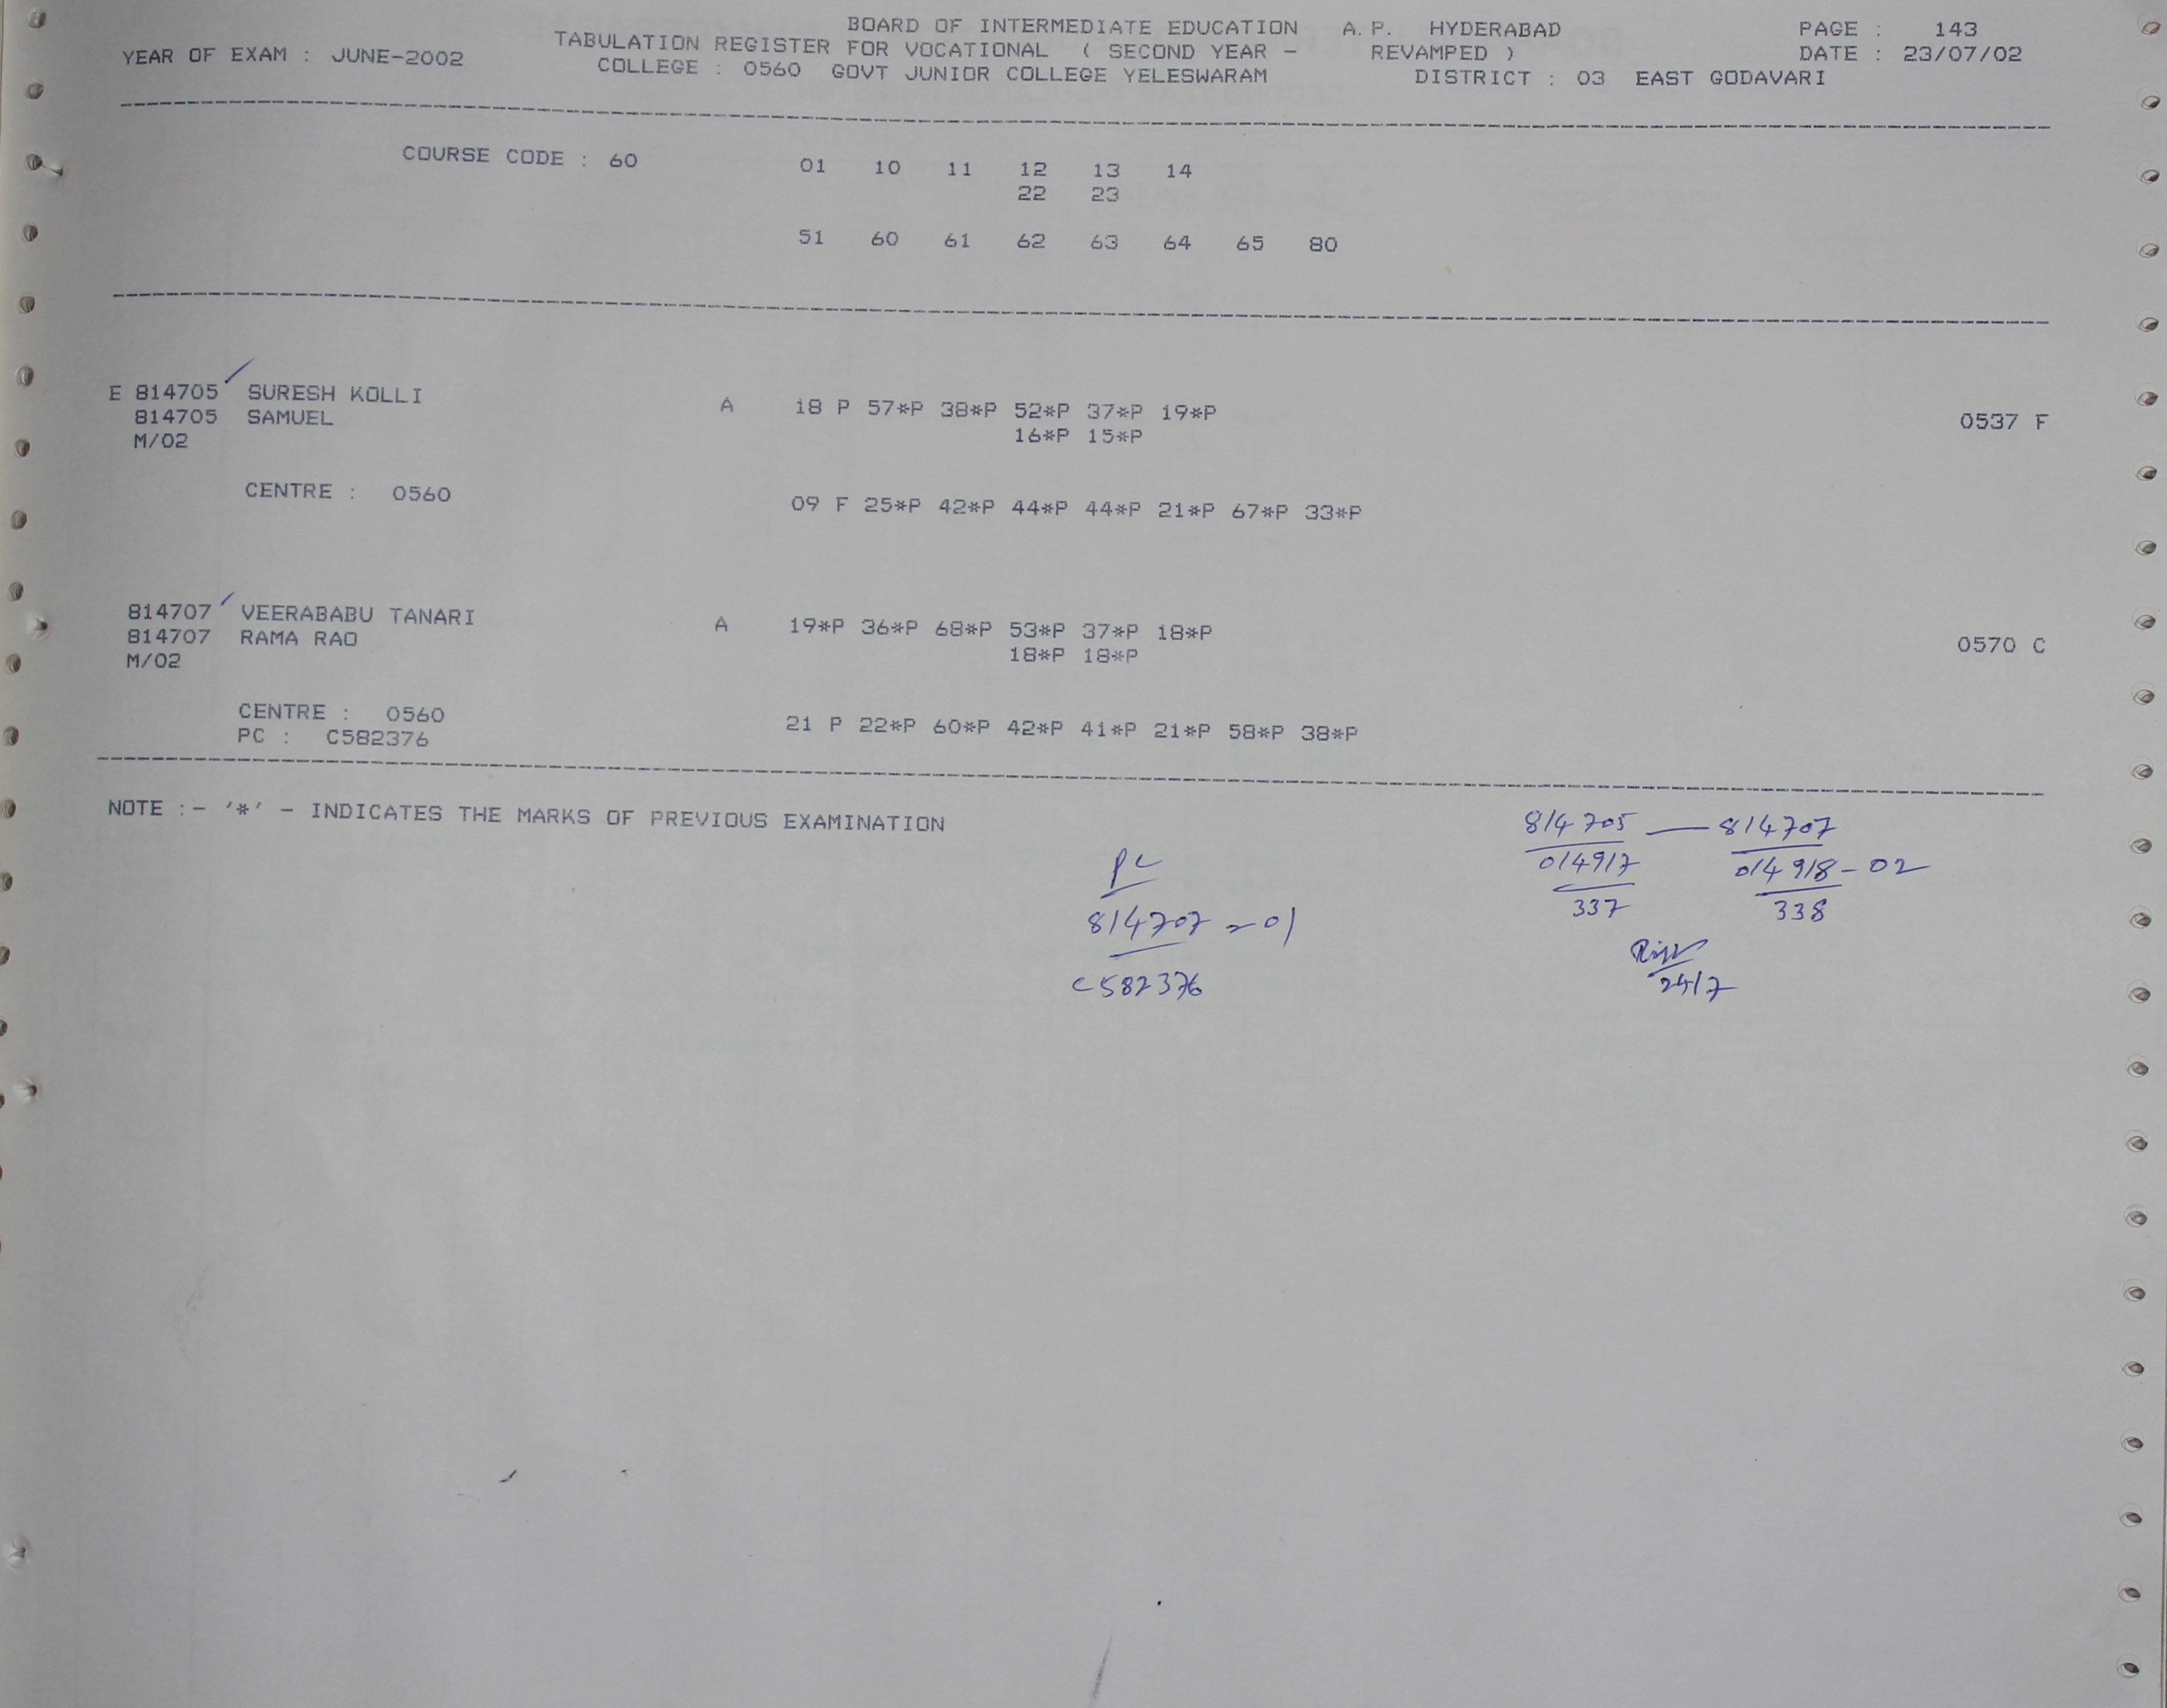 BOARD OF INTERMEDIATE EDUCATION A.P. HYDERABAD PAGE : 143
YEAR OF EXAM : JUNE-2002 TABULATION REGISTER FOR VOCATIONAL ( SECOND YEAR - REVAMPED ) DATE : 23/07/02
COLLEGE : 0560 GOVT JUNIOR COLLEGE YELESWARAM DISTRICT : 03 EAST GODAVARI
COURSE CODE : 60 01 10 11 12 13 14
22 23
51 60 61 62 63 64 65 80
E 814705 SURESH KOLLI
814705 SAMUEL A 18 P 57*P 38*P 52*P 37*P 19*P 0537 F
M/02 16*P 15*P
CENTRE : 0560 09 F 25*P 42*P 44*P 44*P 21*P 67*P 33*P
814707 VEERABABU TANARI
814707 RAMA RAO A 19*P 36*P 68*P 53*P 37*P 18*P 0570 C
M/02 18*P 18*P
CENTRE : 0560 21 P 22*P 60*P 42*P 41*P 21*P 58*P 38*P
PC : C582376
NOTE :- '*' - INDICATES THE MARKS OF PREVIOUS EXAMINATION
814705 — 814707
014917 014918 - 02
337 338
PC
814707 = 01
C582376
24/7